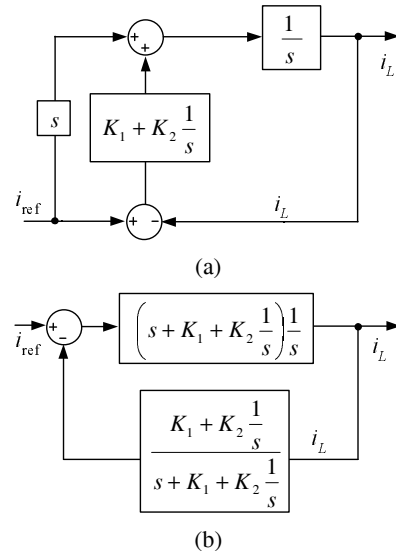 +
+
1/s
i_L
s
K_1 + K_2 1/s
i_ref
+
-
i_L
(a)
+
-
i_ref
(s + K_1 + K_2 1/s) 1/s
i_L
(K_1 + K_2 1/s) / (s + K_1 + K_2 1/s)
i_L
(b)